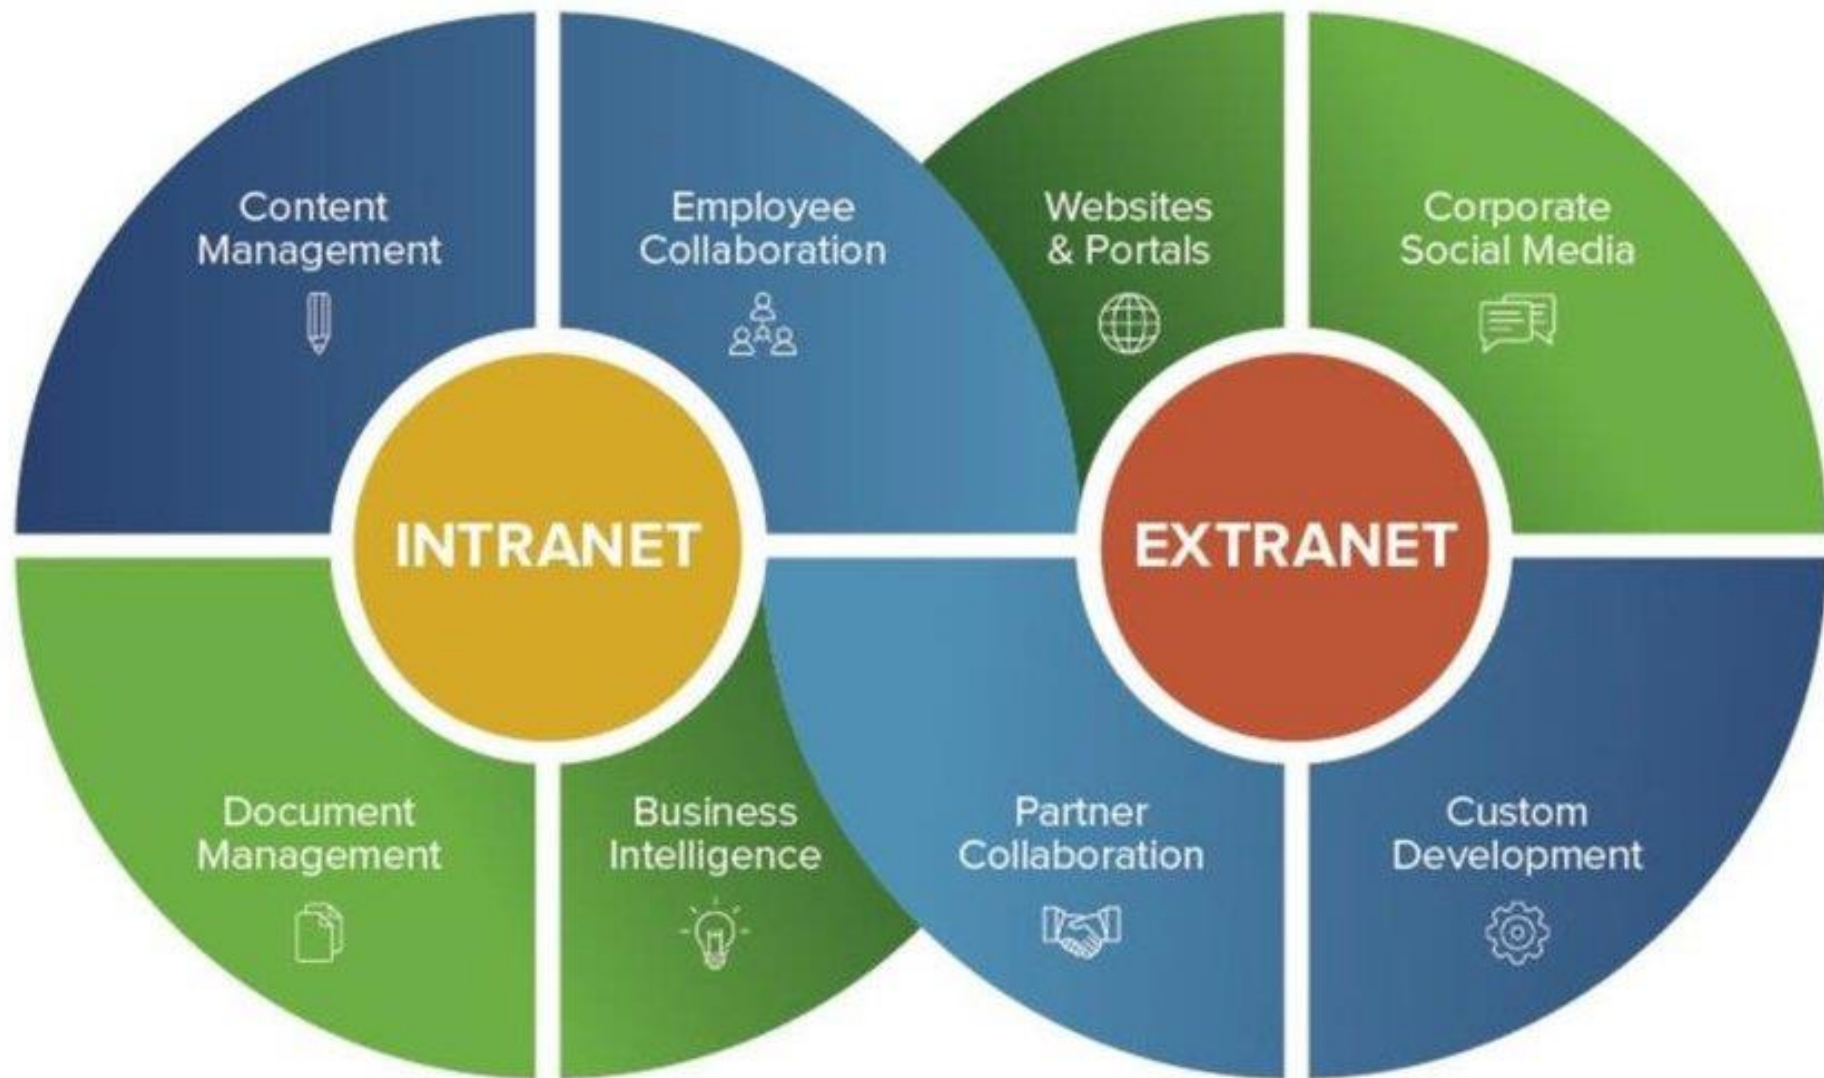 Content
Management
Employee
Collaboration
Websites
& Portals
Corporate
Social Media
INTRANET
EXTRANET
Document
Management
Business
Intelligence
Partner
Collaboration
Custom
Development